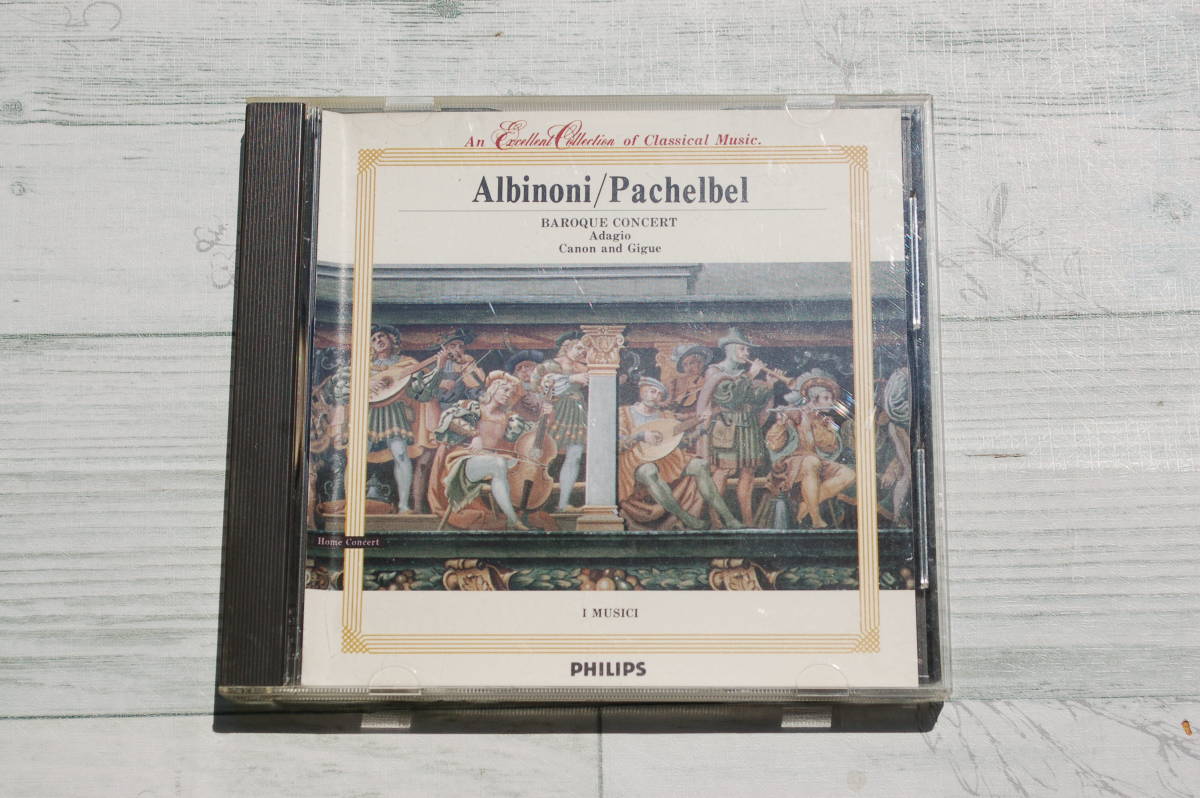 An Excellent Collection of Classical Music.
Albinoni/Pachelbel
BAROQUE CONCERT
Adagio
Canon and Gigue
Home Concert
I MUSICI
PHILIPS